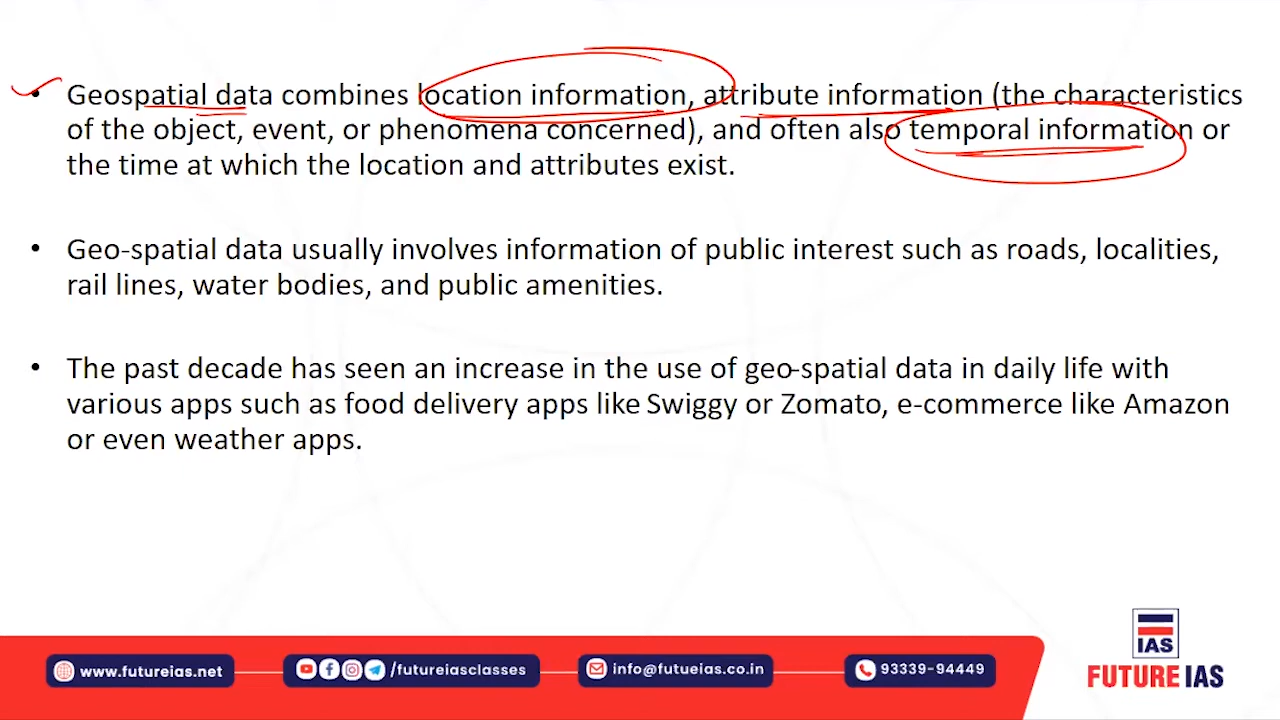 • Geospatial data combines location information, attribute information (the characteristics
of the object, event, or phenomena concerned), and often also temporal information or
the time at which the location and attributes exist.
• Geo-spatial data usually involves information of public interest such as roads, localities,
rail lines, water bodies, and public amenities.
• The past decade has seen an increase in the use of geo-spatial data in daily life with
various apps such as food delivery apps like Swiggy or Zomato, e-commerce like Amazon
or even weather apps.
www.futureias.net
/futureiasclasses
info@futueias.co.in
93339-94449
IAS
FUTURE IAS